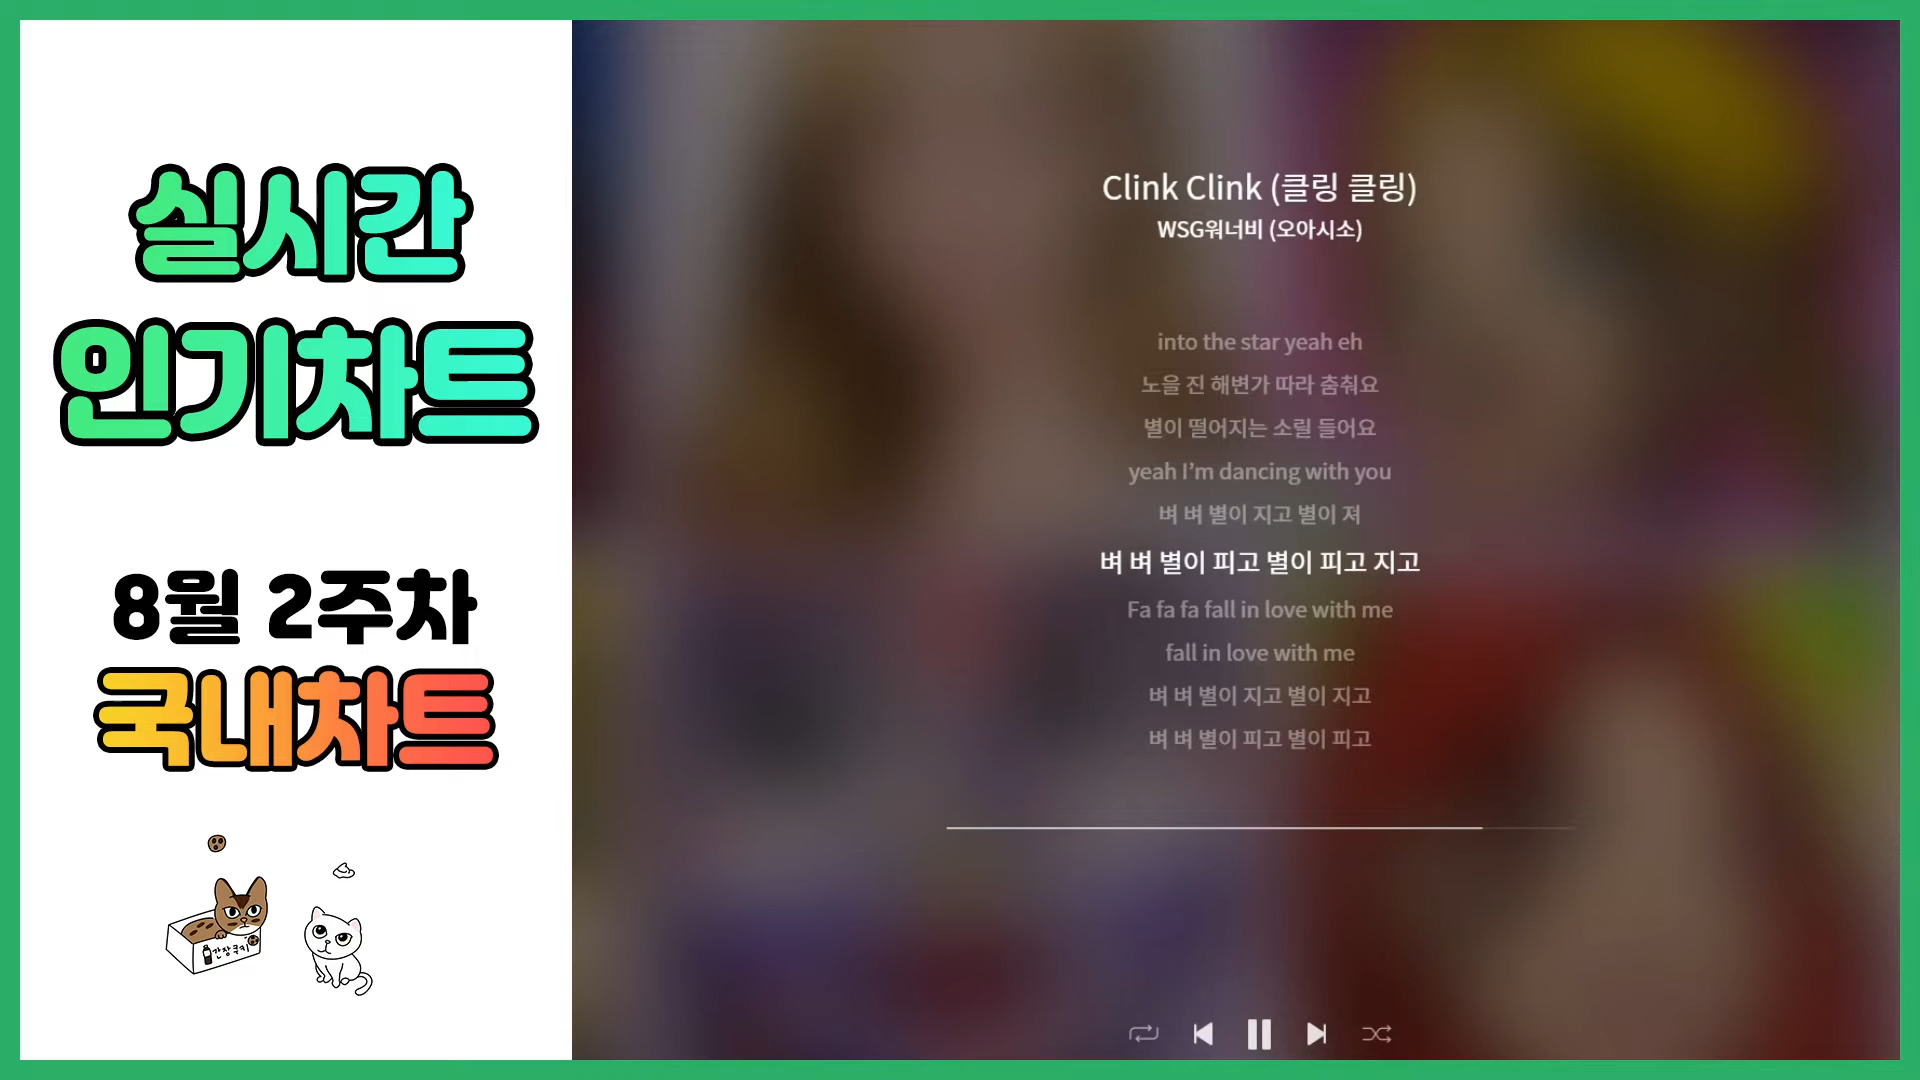 실시간
인기차트
8월 2주차
국내차트
간장쿠키
Clink Clink (클링 클링)
WSG워너비 (오아시소)
into the star yeah eh
노을 진 해변가 따라 춤춰요
별이 떨어지는 소릴 들어요
yeah I’m dancing with you
벼 벼 별이 지고 별이 져
벼 벼 별이 피고 별이 피고 지고
Fa fa fa fall in love with me
fall in love with me
벼 벼 별이 지고 별이 지고
벼 벼 별이 피고 별이 피고